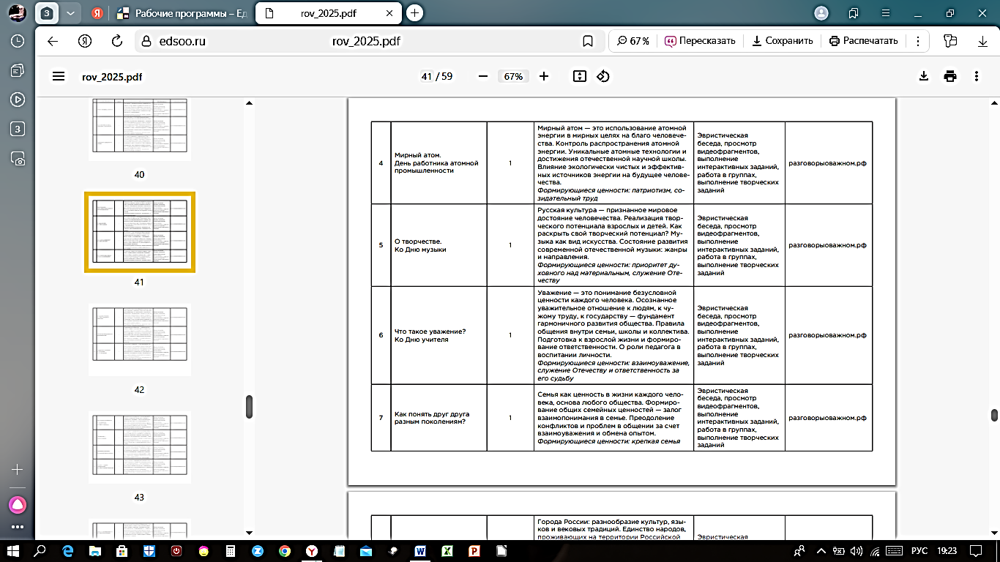 3
Рабочие программы – Ед
rov_2025.pdf
edsoo.ru
rov_2025.pdf
67%
Пересказать
Сохранить
Распечатать
rov_2025.pdf
41 / 59
67%
3
40
41
42
43
4
Мирный атом.
День работника атомной
промышленности
1
Мирный атом — это использование атомной
энергии в мирных целях на благо человече-
ства. Контроль распространения атомной
энергии. Уникальные атомные технологии и
достижения отечественной научной школы.
Влияние экологически чистых и эффектив-
ных источников энергии на будущее челове-
чества.
Формирующиеся ценности: патриотизм, со-
зидательный труд
Эвристическая
беседа, просмотр
видеофрагментов,
выполнение
интерактивных заданий,
работа в группах,
выполнение творческих
заданий
разговорыоважном.рф
5
О творчестве.
Ко Дню музыки
1
Русская культура — признанное мировое
достояние человечества. Реализация твор-
ческого потенциала взрослых и детей. Как
раскрыть свой творческий потенциал? Му-
зыка как вид искусства. Состояние развития
современной отечественной музыки: жанры
и направления.
Формирующиеся ценности: приоритет ду-
ховного над материальным, служение Оте-
честву
Эвристическая
беседа, просмотр
видеофрагментов,
выполнение
интерактивных заданий,
работа в группах,
выполнение творческих
заданий
разговорыоважном.рф
6
Что такое уважение?
Ко Дню учителя
1
Уважение — это понимание безусловной
ценности каждого человека. Осознанное
уважительное отношение к людям, к чу-
жому труду, к государству — фундамент
гармоничного развития общества. Правила
общения внутри семьи, школы и коллектива.
Подготовка к взрослой жизни и формиро-
вание ответственности. О роли педагога в
воспитании личности.
Формирующиеся ценности: взаимоуважение,
служение Отечеству и ответственность за
его судьбу
Эвристическая
беседа, просмотр
видеофрагментов,
выполнение
интерактивных заданий,
работа в группах,
выполнение творческих
заданий
разговорыоважном.рф
7
Как понять друг друга
разным поколениям?
1
Семья как ценность в жизни каждого чело-
века, основа любого общества. Формиро-
вание общих семейных ценностей — залог
взаимопонимания в семье. Преодоление
конфликтов и проблем в общении за счет
взаимоуважения и обмена опытом.
Формирующиеся ценности: крепкая семья
Эвристическая
беседа, просмотр
видеофрагментов,
выполнение
интерактивных заданий,
работа в группах,
выполнение творческих
заданий
разговорыоважном.рф
Города России: разнообразие культур, язы-
ков и вековых традиций. Единство народов,
проживающих на территории Российской
Эвристическая
РУС
19:23